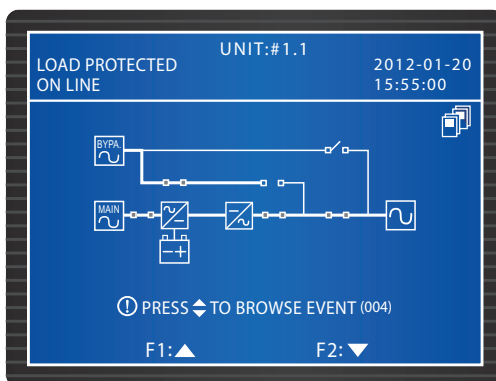 UNIT:#1.1
LOAD PROTECTED
ON LINE
2012-01-20
15:55:00
BYPA.
MAIN
! PRESS TO BROWSE EVENT (004)
F1:
F2: